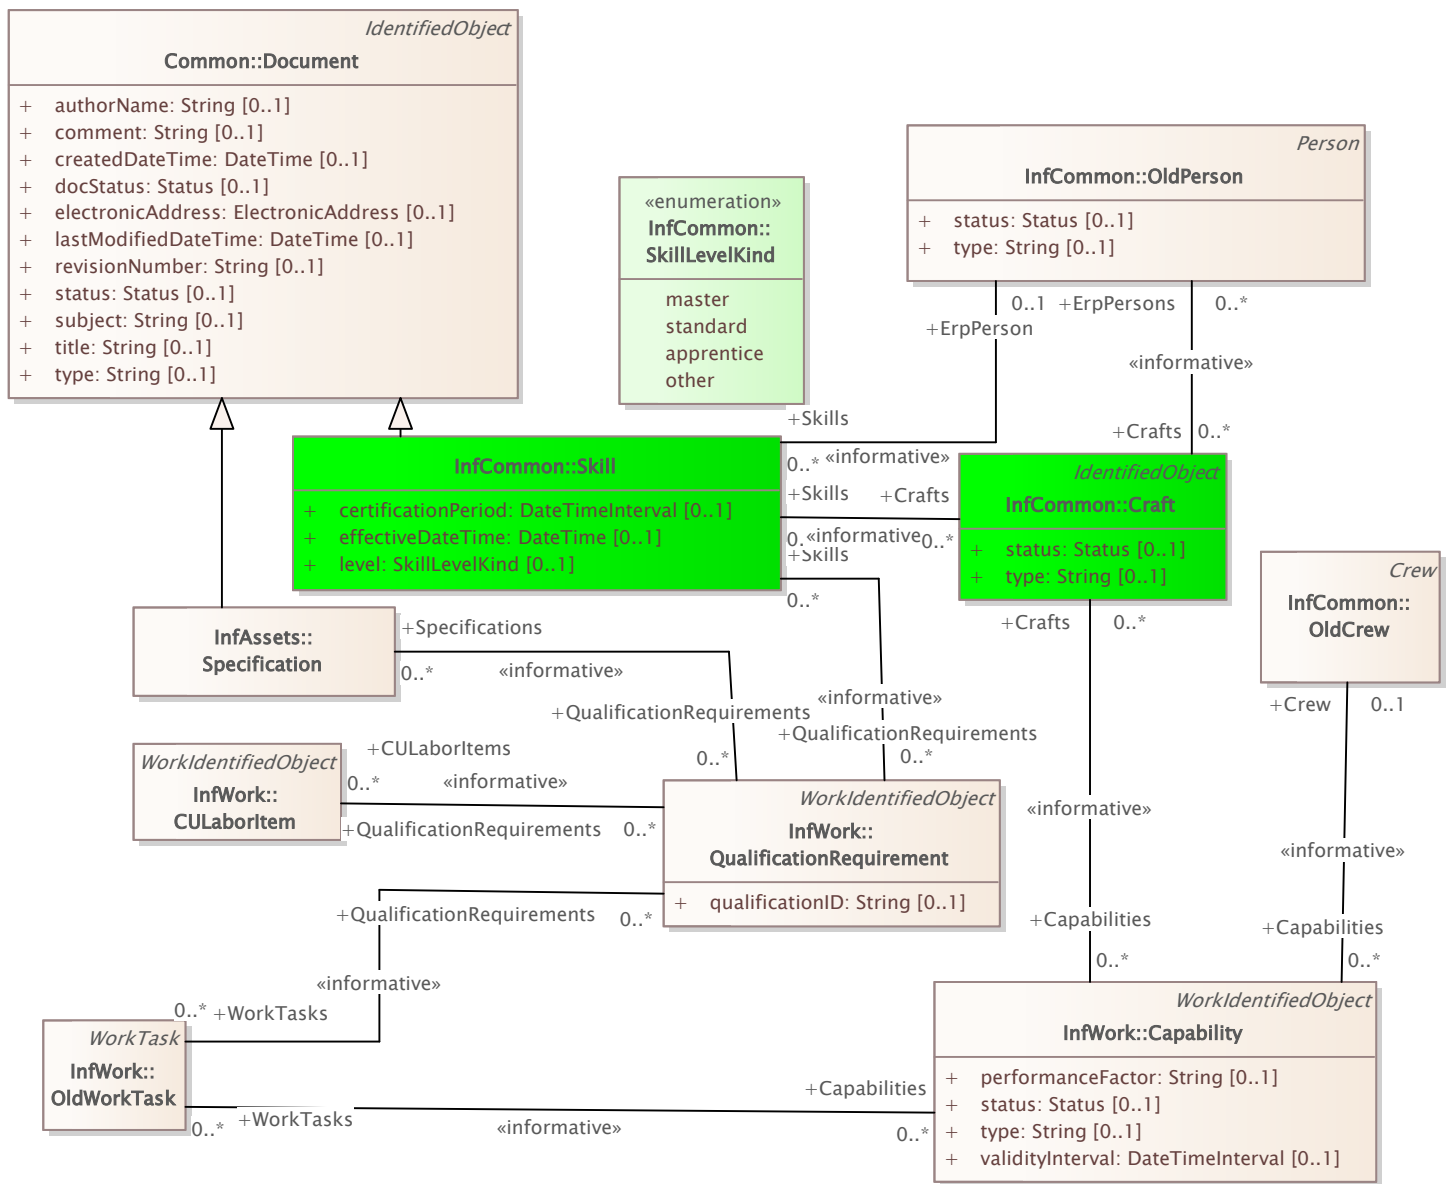 IdentifiedObject
Common::Document
+ authorName: String [0..1]
+ comment: String [0..1]
+ createdDateTime: DateTime [0..1]
+ docStatus: Status [0..1]
+ electronicAddress: ElectronicAddress [0..1]
+ lastModifiedDateTime: DateTime [0..1]
+ revisionNumber: String [0..1]
+ status: Status [0..1]
+ subject: String [0..1]
+ title: String [0..1]
+ type: String [0..1]
«enumeration»
InfCommon::
SkillLevelKind
master
standard
apprentice
other
Person
InfCommon::OldPerson
+ status: Status [0..1]
+ type: String [0..1]
0..1
+ErpPerson
+ErpPersons
0..*
«informative»
+Crafts
0..*
+Skills
0..*
«informative»
InfCommon::Skill
+ certificationPeriod: DateTimeInterval [0..1]
+ effectiveDateTime: DateTime [0..1]
+ level: SkillLevelKind [0..1]
+Skills
+Crafts
0..
«informative»
0..*
+Skills
0..*
IdentifiedObject
InfCommon::Craft
+ status: Status [0..1]
+ type: String [0..1]
+Crafts
0..*
Crew
InfCommon::
OldCrew
+Crew
0..1
InfAssets::
Specification
+Specifications
0..*
«informative»
+QualificationRequirements
0..*
«informative»
+QualificationRequirements
0..*
WorkIdentifiedObject
InfWork::
CULaborItem
+CULaborItems
0..*
«informative»
+QualificationRequirements
0..*
WorkIdentifiedObject
InfWork::
QualificationRequirement
+ qualificationID: String [0..1]
+QualificationRequirements
0..*
«informative»
0..*
+WorkTasks
«informative»
+Capabilities
0..*
«informative»
+Capabilities
0..*
WorkTask
InfWork::
OldWorkTask
+WorkTasks
0..*
«informative»
+Capabilities
0..*
WorkIdentifiedObject
InfWork::Capability
+ performanceFactor: String [0..1]
+ status: Status [0..1]
+ type: String [0..1]
+ validityInterval: DateTimeInterval [0..1]